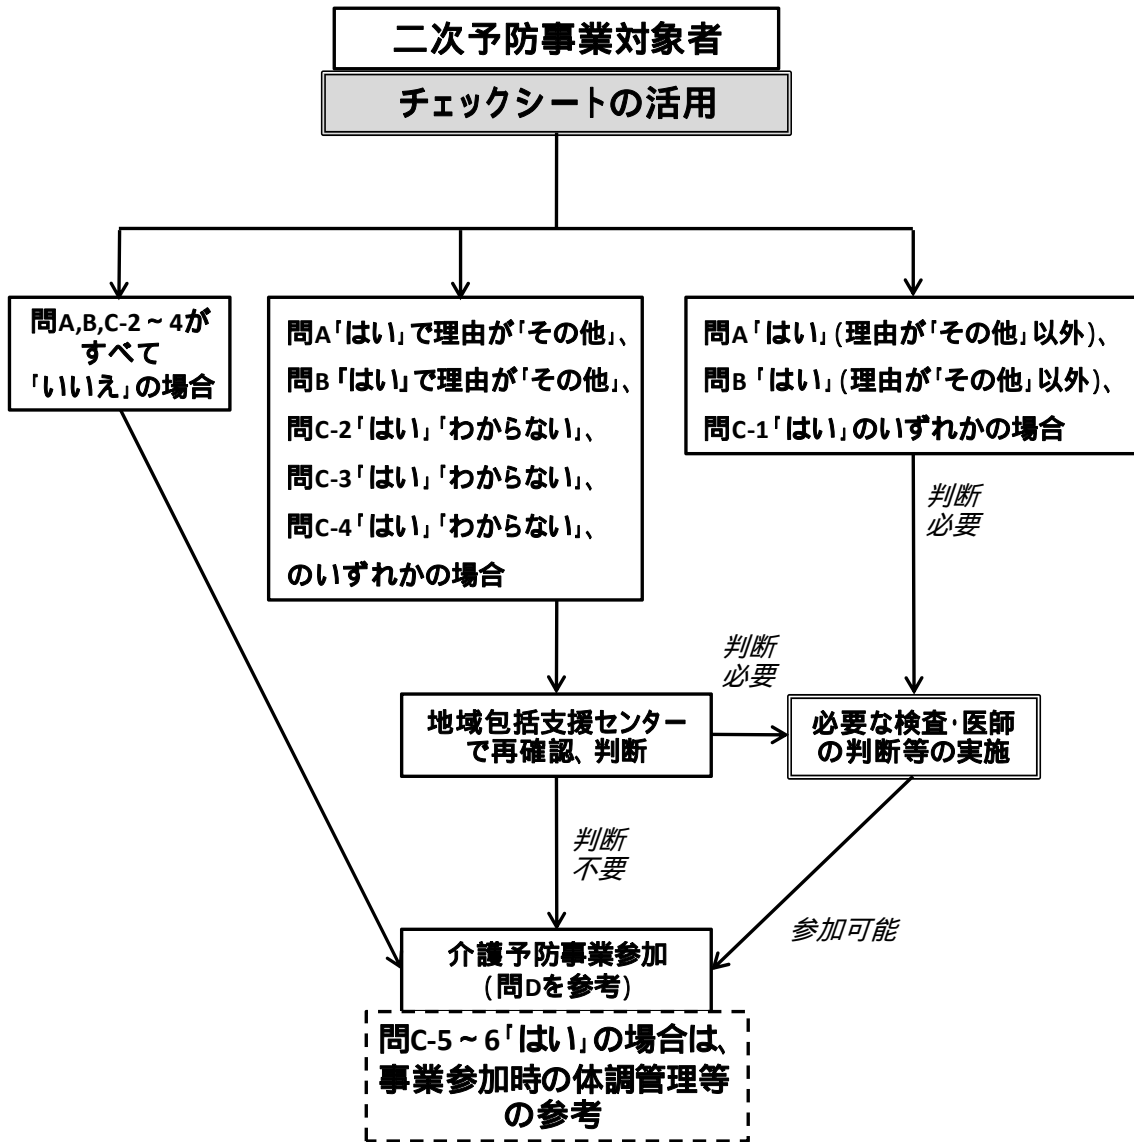 二次予防事業対象者
チェックシートの活用
問A,B,C-2～4が
すべて
「いいえ」の場合
問A「はい」で理由が「その他」、
問B「はい」で理由が「その他」、
問C-2「はい」「わからない」、
問C-3「はい」「わからない」、
問C-4「はい」「わからない」、
のいずれかの場合
問A「はい」(理由が「その他」以外)、
問B「はい」(理由が「その他」以外)、
問C-1「はい」のいずれかの場合
判断
必要
判断
必要
地域包括支援センター
で再確認、判断
必要な検査･医師
の判断等の実施
判断
不要
参加可能
介護予防事業参加
(問Dを参考)
問C-5～6「はい」の場合は、
事業参加時の体調管理等
の参考